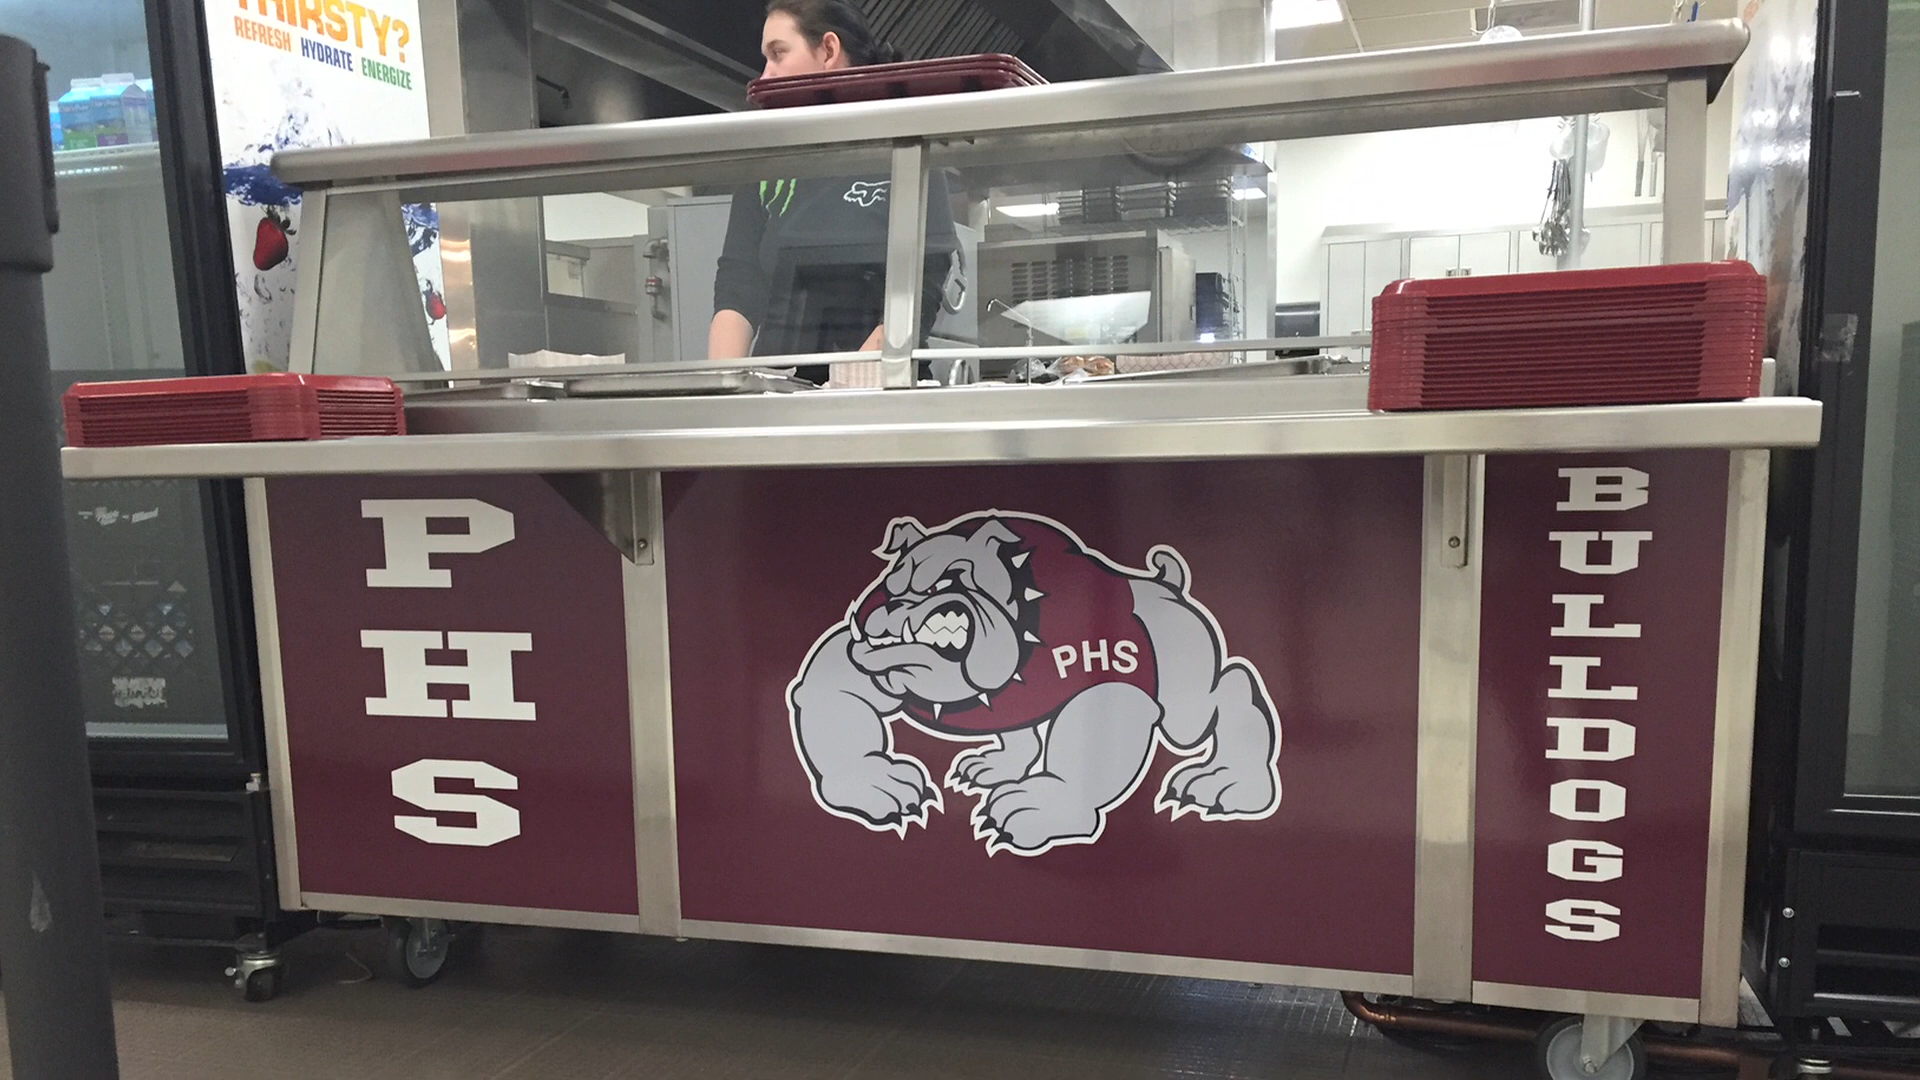 THIRSTY?
REFRESH HYDRATE ENERGIZE
PHS
PHS
BULLDOGS